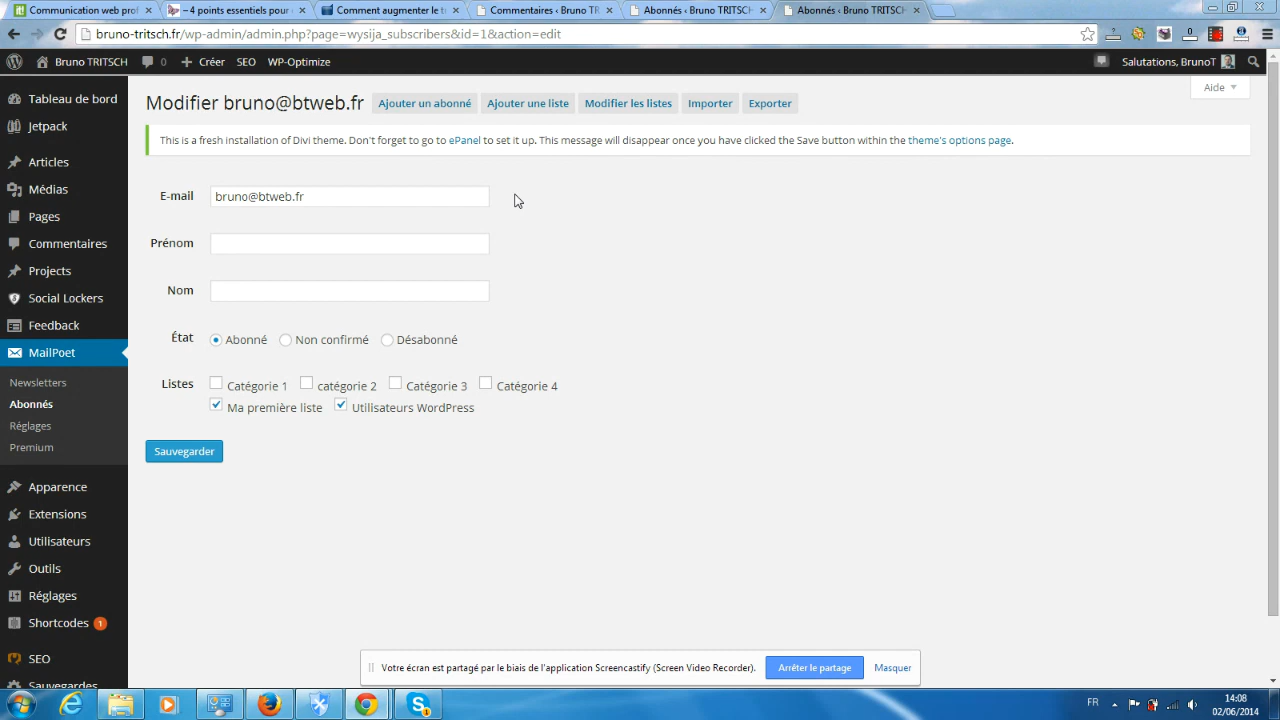 Communication web prof
– 4 points essentiels pour
Comment augmenter le t
Commentaires ‹ Bruno TR
Abonnés ‹ Bruno TRITSCH
Abonnés ‹ Bruno TRITSCH
bruno-tritsch.fr/wp-admin/admin.php?page=wysija_subscribers&id=1&action=edit
Bruno TRITSCH 0 Créer SEO WP-Optimize Salutations, BrunoT
Aide
Tableau de bord
Jetpack
Articles
Médias
Pages
Commentaires
Projects
Social Lockers
Feedback
MailPoet
Newsletters
Abonnés
Réglages
Premium
Apparence
Extensions
Utilisateurs
Outils
Réglages
Shortcodes 1
SEO
Sauvegardes
Modifier bruno@btweb.fr Ajouter un abonné Ajouter une liste Modifier les listes Importer Exporter
This is a fresh installation of Divi theme. Don't forget to go to ePanel to set it up. This message will disappear once you have clicked the Save button within the theme's options page.
E-mail bruno@btweb.fr
Prénom
Nom
État Abonné Non confirmé Désabonné
Listes Catégorie 1 catégorie 2 Catégorie 3 Catégorie 4
Ma première liste Utilisateurs WordPress
Sauvegarder
Votre écran est partagé par le biais de l'application Screencastify (Screen Video Recorder). Arrêter le partage Masquer
FR
14:08
02/06/2014